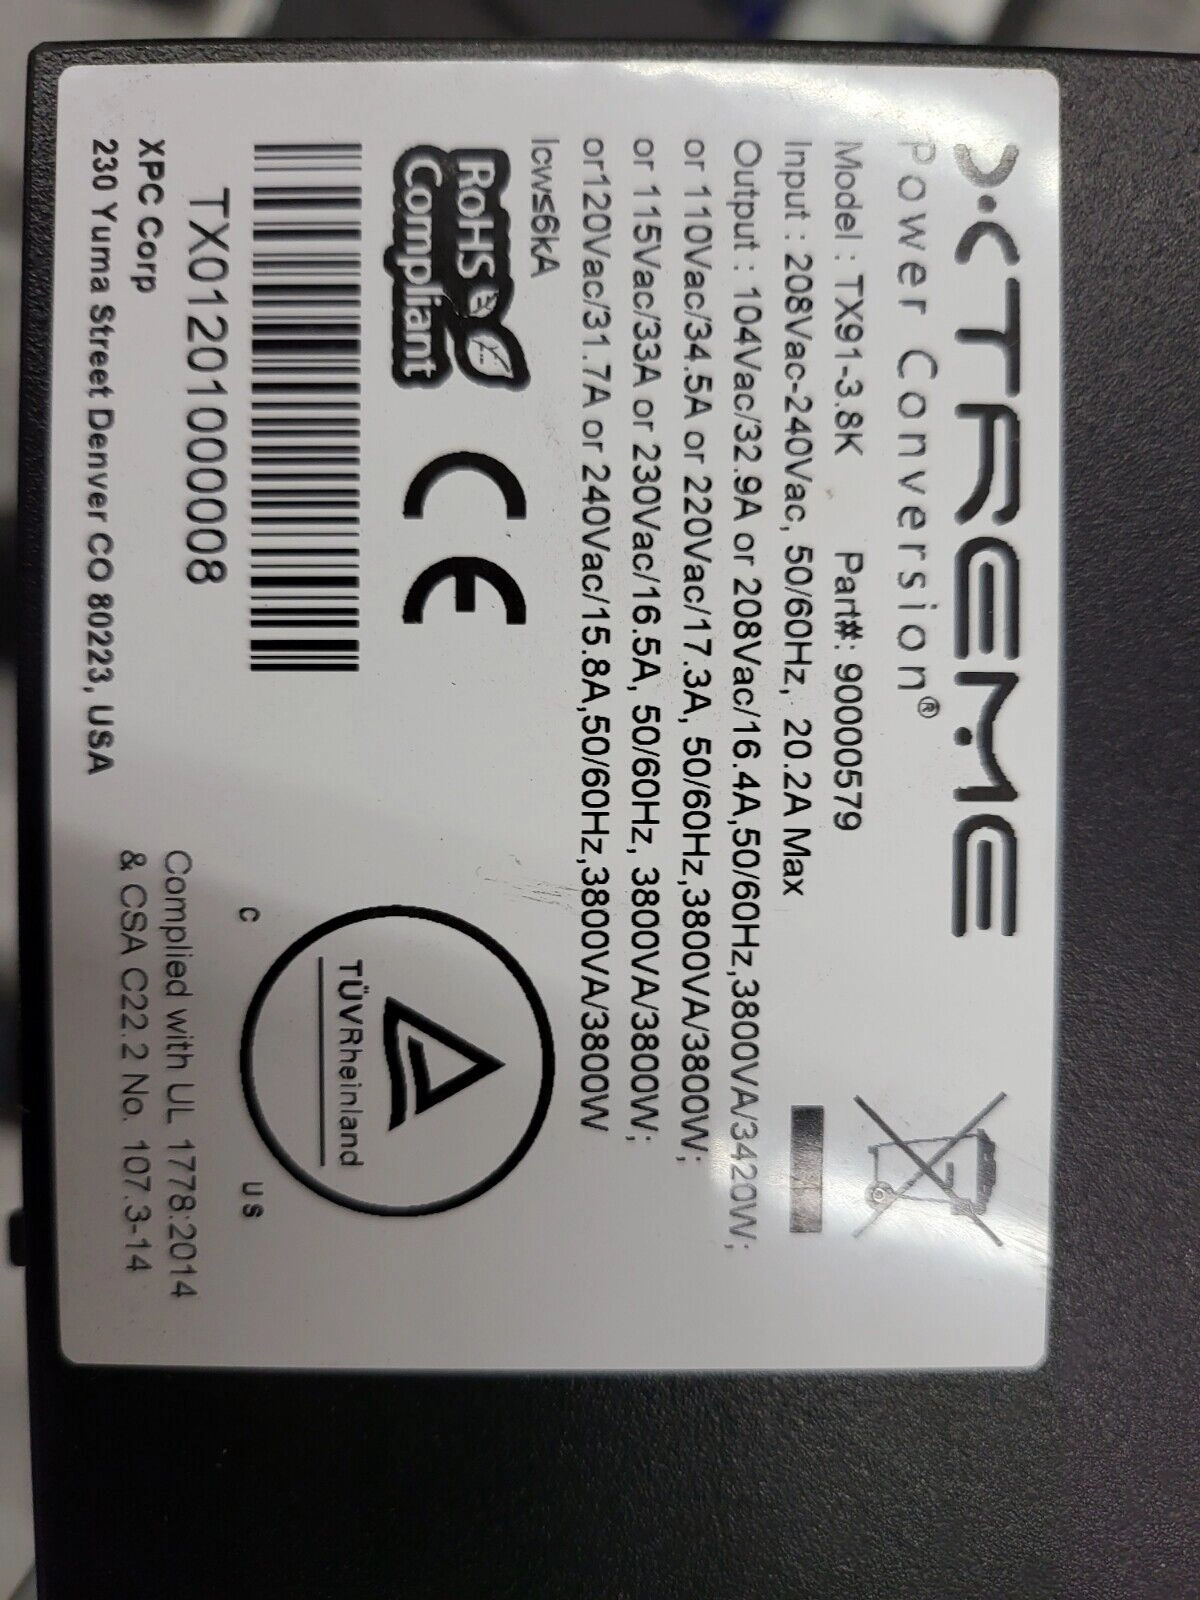 XTREME
Power Conversion®
Model : TX91-3.8K Part#: 90000579
Input : 208Vac-240Vac, 50/60Hz, 20.2A Max
Output : 104Vac/32.9A or 208Vac/16.4A,50/60Hz,3800VA/3420W;
or 110Vac/34.5A or 220Vac/17.3A, 50/60Hz,3800VA/3800W;
or 115Vac/33A or 230Vac/16.5A, 50/60Hz, 3800VA/3800W;
or120Vac/31.7A or 240Vac/15.8A,50/60Hz,3800VA/3800W
Icw≤6kA
RoHS
Compliant
CE
TÜVRheinland
C US
TX01201000008
Complied with UL 1778:2014
& CSA C22.2 No. 107.3-14
XPC Corp
230 Yuma Street Denver CO 80223, USA